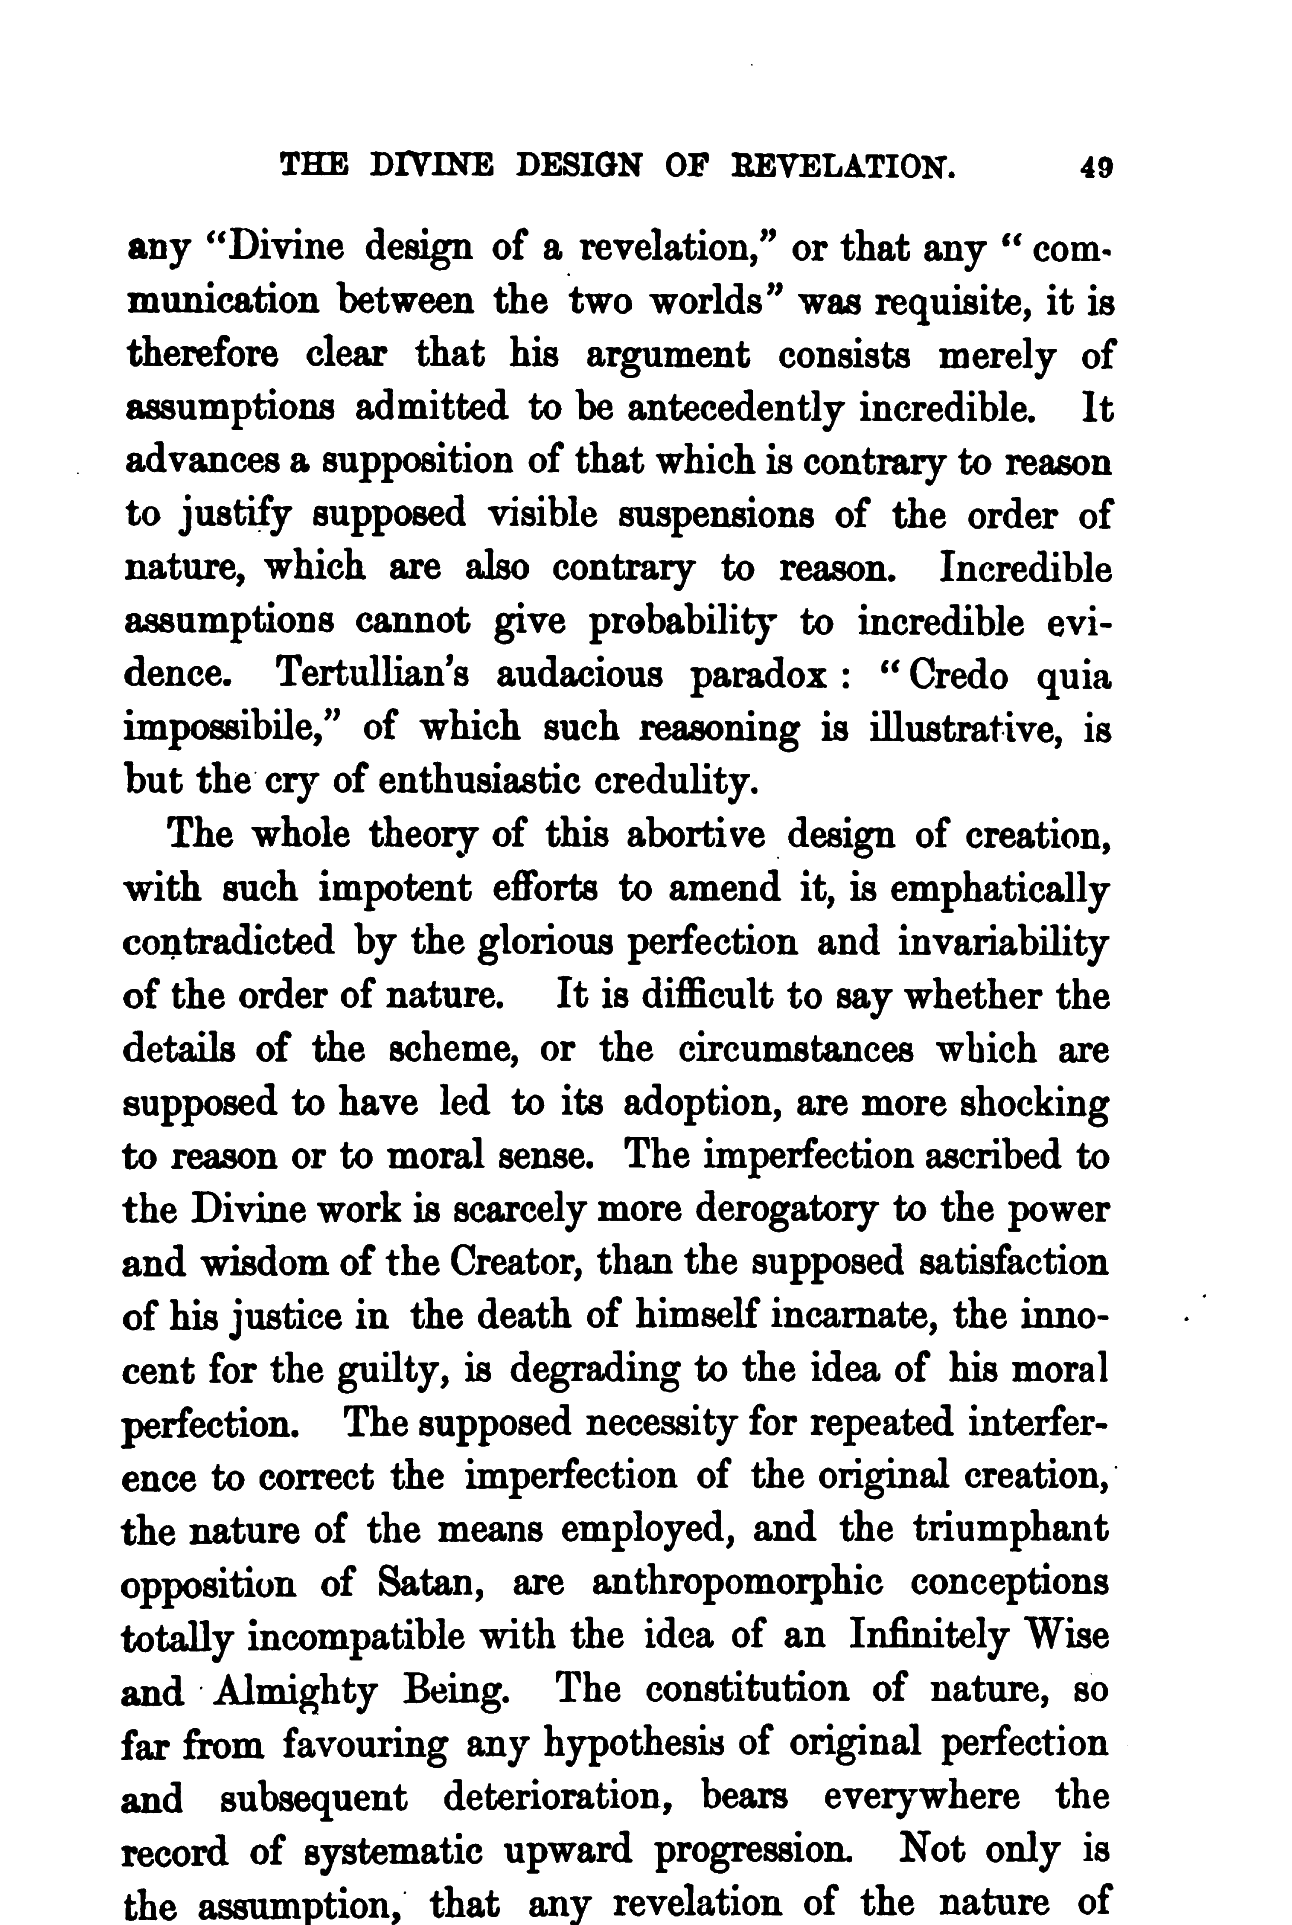 THE DIVINE DESIGN OF REVELATION. 49
any “Divine design of a revelation,” or that any “ com-
munication between the two worlds” was requisite, it is
therefore clear that his argument consists merely of
assumptions admitted to be antecedently incredible. It
advances a supposition of that which is contrary to reason
to justify supposed visible suspensions of the order of
nature, which are also contrary to reason. Incredible
assumptions cannot give probability to incredible evi-
dence. Tertullian’s audacious paradox : “ Credo quia
impossibile,” of which such reasoning is illustrative, is
but the cry of enthusiastic credulity.
The whole theory of this abortive design of creation,
with such impotent efforts to amend it, is emphatically
contradicted by the glorious perfection and invariability
of the order of nature. It is difficult to say whether the
details of the scheme, or the circumstances which are
supposed to have led to its adoption, are more shocking
to reason or to moral sense. The imperfection ascribed to
the Divine work is scarcely more derogatory to the power
and wisdom of the Creator, than the supposed satisfaction
of his justice in the death of himself incarnate, the inno-
cent for the guilty, is degrading to the idea of his moral
perfection. The supposed necessity for repeated interfer-
ence to correct the imperfection of the original creation,
the nature of the means employed, and the triumphant
opposition of Satan, are anthropomorphic conceptions
totally incompatible with the idea of an Infinitely Wise
and Almighty Being. The constitution of nature, so
far from favouring any hypothesis of original perfection
and subsequent deterioration, bears everywhere the
record of systematic upward progression. Not only is
the assumption, that any revelation of the nature of